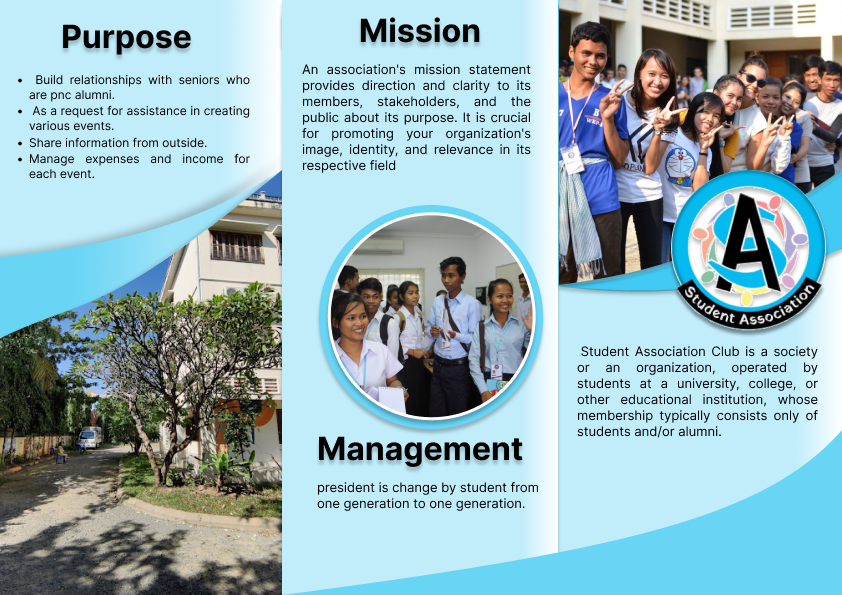 Purpose
• Build relationships with seniors who
are pnc alumni.
• As a request for assistance in creating
various events.
• Share information from outside.
• Manage expenses and income for
each event.
Mission
An association's mission statement
provides direction and clarity to its
members, stakeholders, and the
public about its purpose. It is crucial
for promoting your organization's
image, identity, and relevance in its
respective field
Management
president is change by student from
one generation to one generation.
A
Student Association
Student Association Club is a society
or an organization, operated by
students at a university, college, or
other educational institution, whose
membership typically consists only of
students and/or alumni.